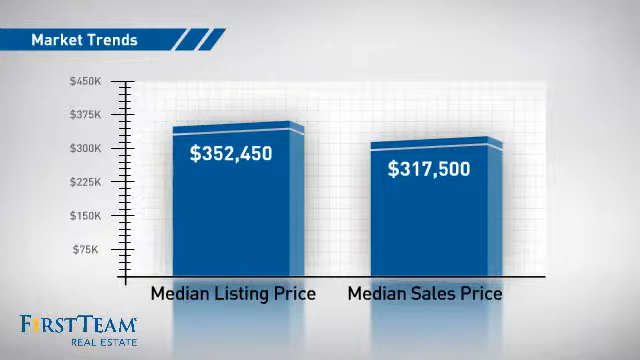 Market Trends
$450K
$375K
$300K
$225K
$150K
$75K
$352,450
$317,500
Median Listing Price
Median Sales Price
FIRSTTEAM®
REAL ESTATE